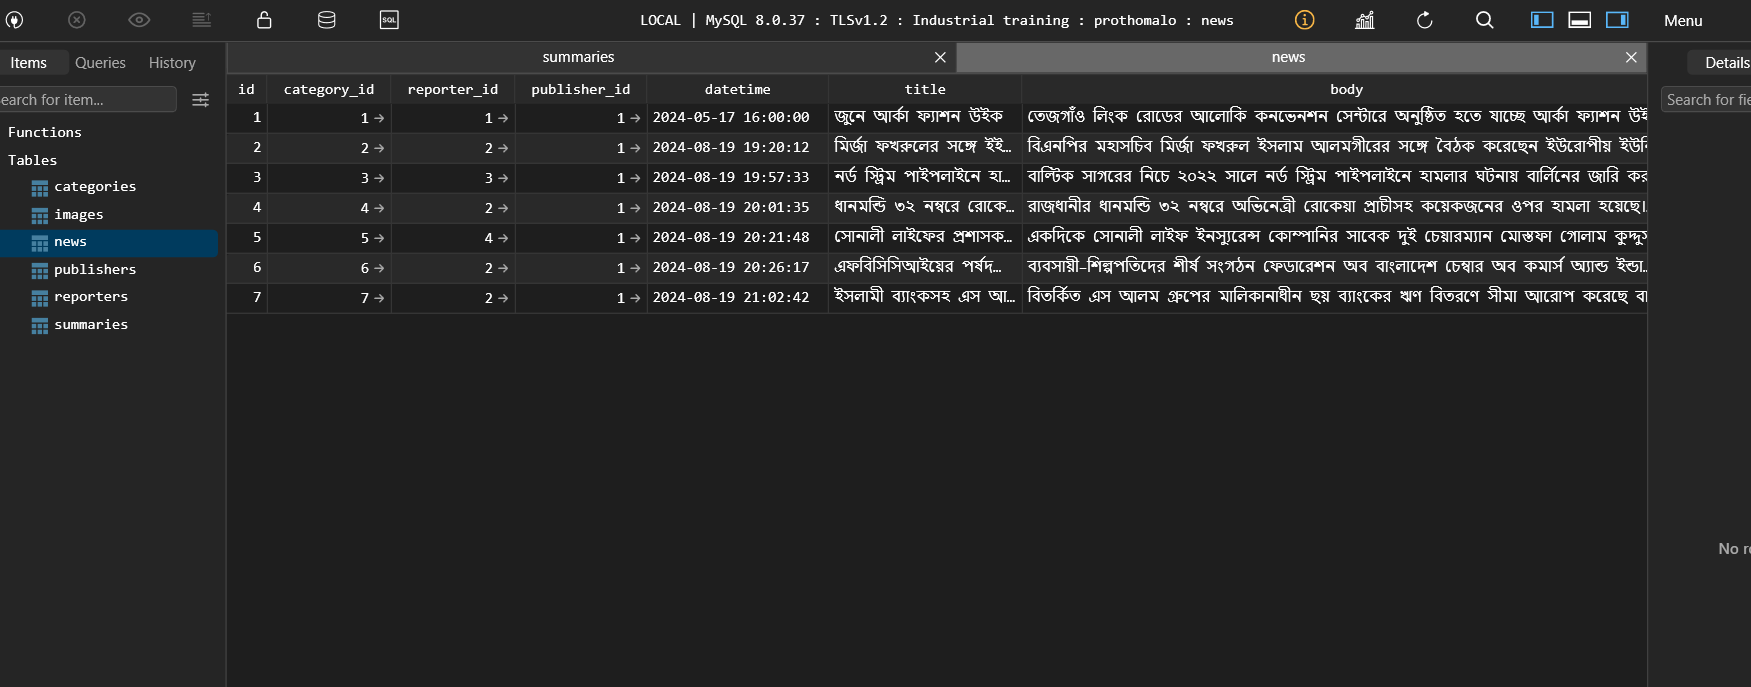 SQL LOCAL | MySQL 8.0.37 : TLSv1.2 : Industrial training : prothomalo : news Menu
Items Queries History
summaries
news
Details
earch for item...
Search for fie
id category_id reporter_id publisher_id datetime title body
1 1 → 1 → 1 → 2024-05-17 16:00:00 জুনে আর্কা ফ্যাশন উইক তেজগাঁও লিংক রোডের আলোকি কনভেনশন সেন্টারে অনুষ্ঠিত হতে যাচ্ছে আর্কা ফ্যাশন উই
2 2 → 2 → 1 → 2024-08-19 19:20:12 মির্জা ফখরুলের সঙ্গে ইই... বিএনপির মহাসচিব মির্জা ফখরুল ইসলাম আলমগীরের সঙ্গে বৈঠক করেছেন ইউরোপীয় ইউনি
3 3 → 3 → 1 → 2024-08-19 19:57:33 নর্ড স্ট্রিম পাইপলাইনে হা... বাল্টিক সাগরের নিচে ২০২২ সালে নর্ড স্ট্রিম পাইপলাইনে হামলার ঘটনায় বার্লিনের জারি কর
4 4 → 2 → 1 → 2024-08-19 20:01:35 ধানমন্ডি ৩২ নম্বরে রোকে... রাজধানীর ধানমন্ডি ৩২ নম্বরে অভিনেত্রী রোকেয়া প্রাচীসহ কয়েকজনের ওপর হামলা হয়েছে।
5 5 → 4 → 1 → 2024-08-19 20:21:48 সোনালী লাইফের প্রশাসক... একদিকে সোনালী লাইফ ইনস্যুরেন্স কোম্পানির সাবেক দুই চেয়ারম্যান মোস্তফা গোলাম কুদ্দুস
6 6 → 2 → 1 → 2024-08-19 20:26:17 এফবিসিসিআইয়ের পর্ষদ... ব্যবসায়ী-শিল্পপতিদের শীর্ষ সংগঠন ফেডারেশন অব বাংলাদেশ চেম্বার অব কমার্স অ্যান্ড ইন্ডা...
7 7 → 2 → 1 → 2024-08-19 21:02:42 ইসলামী ব্যাংকসহ এস আ... বিতর্কিত এস আলম গ্রুপের মালিকানাধীন ছয় ব্যাংকের ঋণ বিতরণে সীমা আরোপ করেছে বা
Functions
Tables
categories
images
news
publishers
reporters
summaries
No re